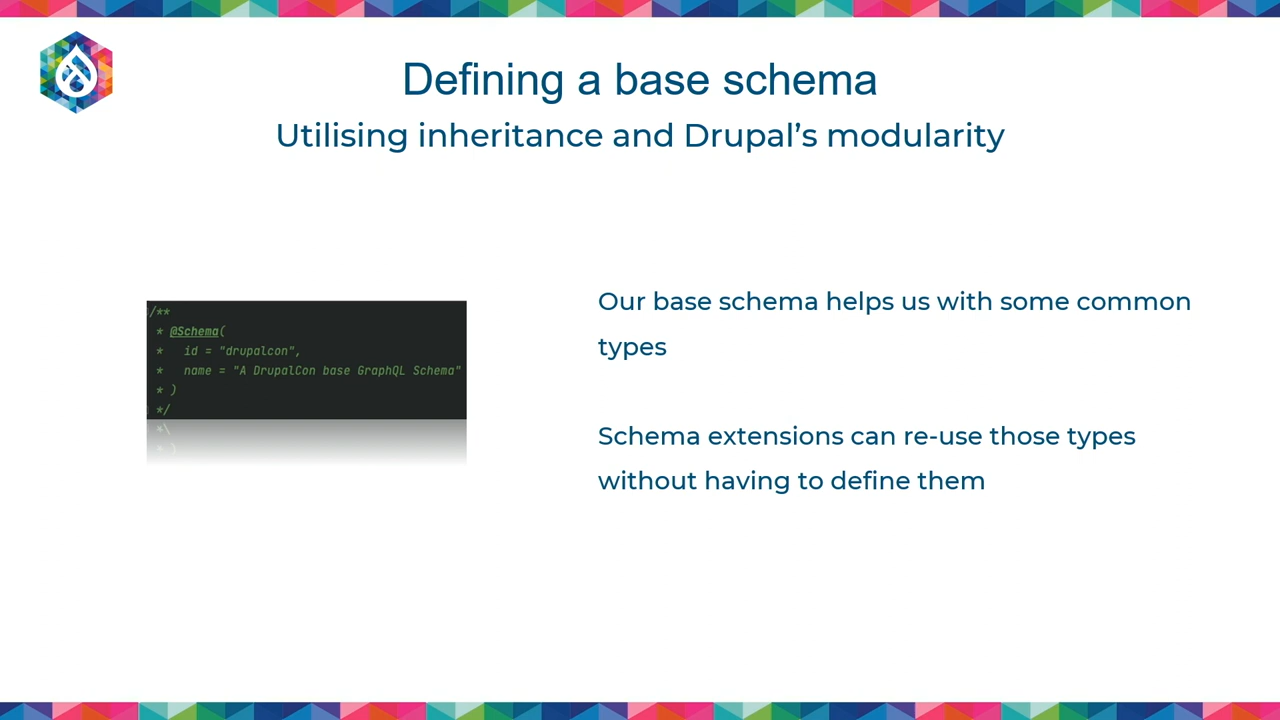 Defining a base schema
Utilising inheritance and Drupal’s modularity
/**
* @Schema(
*   id = "drupalcon",
*   name = "A DrupalCon base GraphQL Schema"
* )
*/
Our base schema helps us with some common
types
Schema extensions can re-use those types
without having to define them